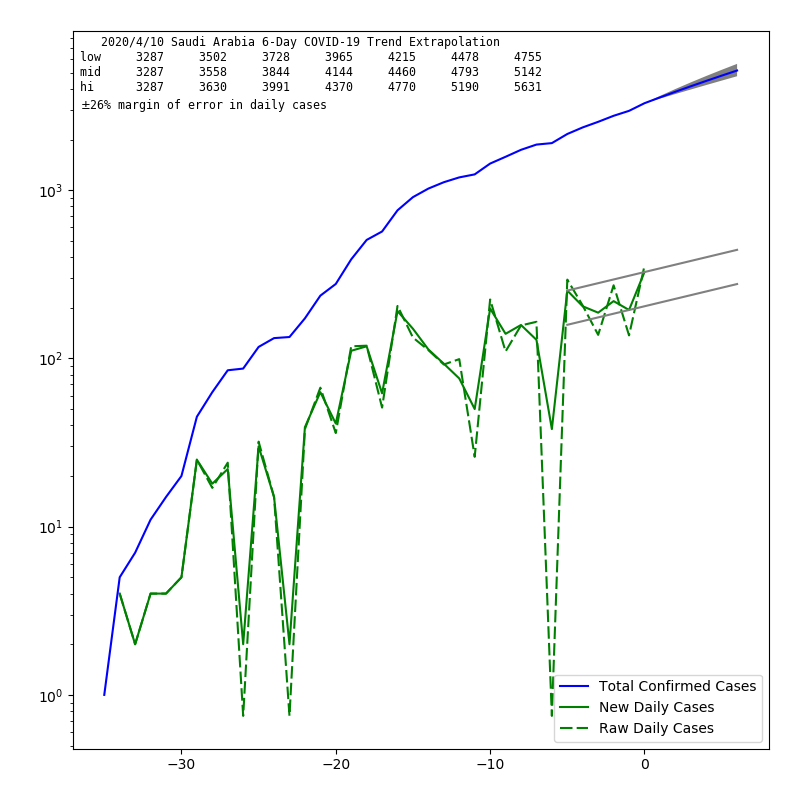 2020/4/10 Saudi Arabia 6-Day COVID-19 Trend Extrapolation
low 3287 3502 3728 3965 4215 4478 4755
mid 3287 3558 3844 4144 4460 4793 5142
hi 3287 3630 3991 4370 4770 5190 5631
±26% margin of error in daily cases
10³
10²
10¹
10⁰
Total Confirmed Cases
New Daily Cases
Raw Daily Cases
−30 −20 −10 0